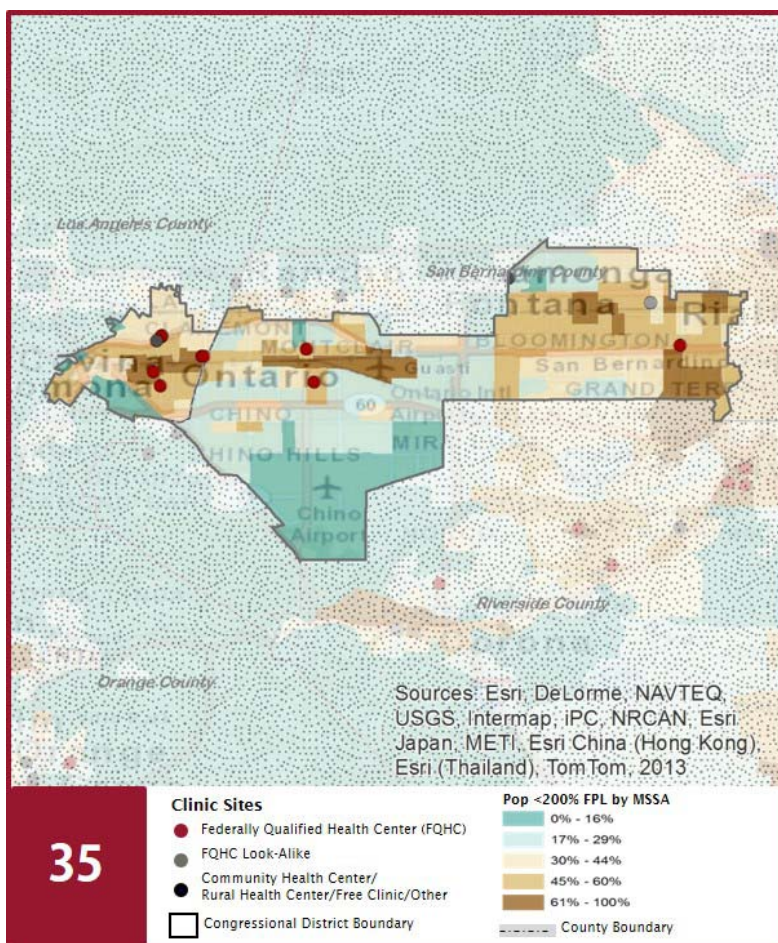 Los Angeles County
San Bernardino County
Ontario
MONTCLAIR
Guasti
BLOOMINGTON
San Bernardino
GRAND TER
Ontario Intl
Airp
60
CHINO
HINO HILLS
MIR
Chino
Airport
Riverside County
Orange County
Sources: Esri, DeLorme, NAVTEQ,
USGS, Intermap, iPC, NRCAN, Esri
Japan, METI, Esri China (Hong Kong),
Esri (Thailand), TomTom, 2013
35
Clinic Sites
Federally Qualified Health Center (FQHC)
FQHC Look-Alike
Community Health Center/
Rural Health Center/Free Clinic/Other
Congressional District Boundary
Pop <200% FPL by MSSA
0% - 16%
17% - 29%
30% - 44%
45% - 60%
61% - 100%
County Boundary